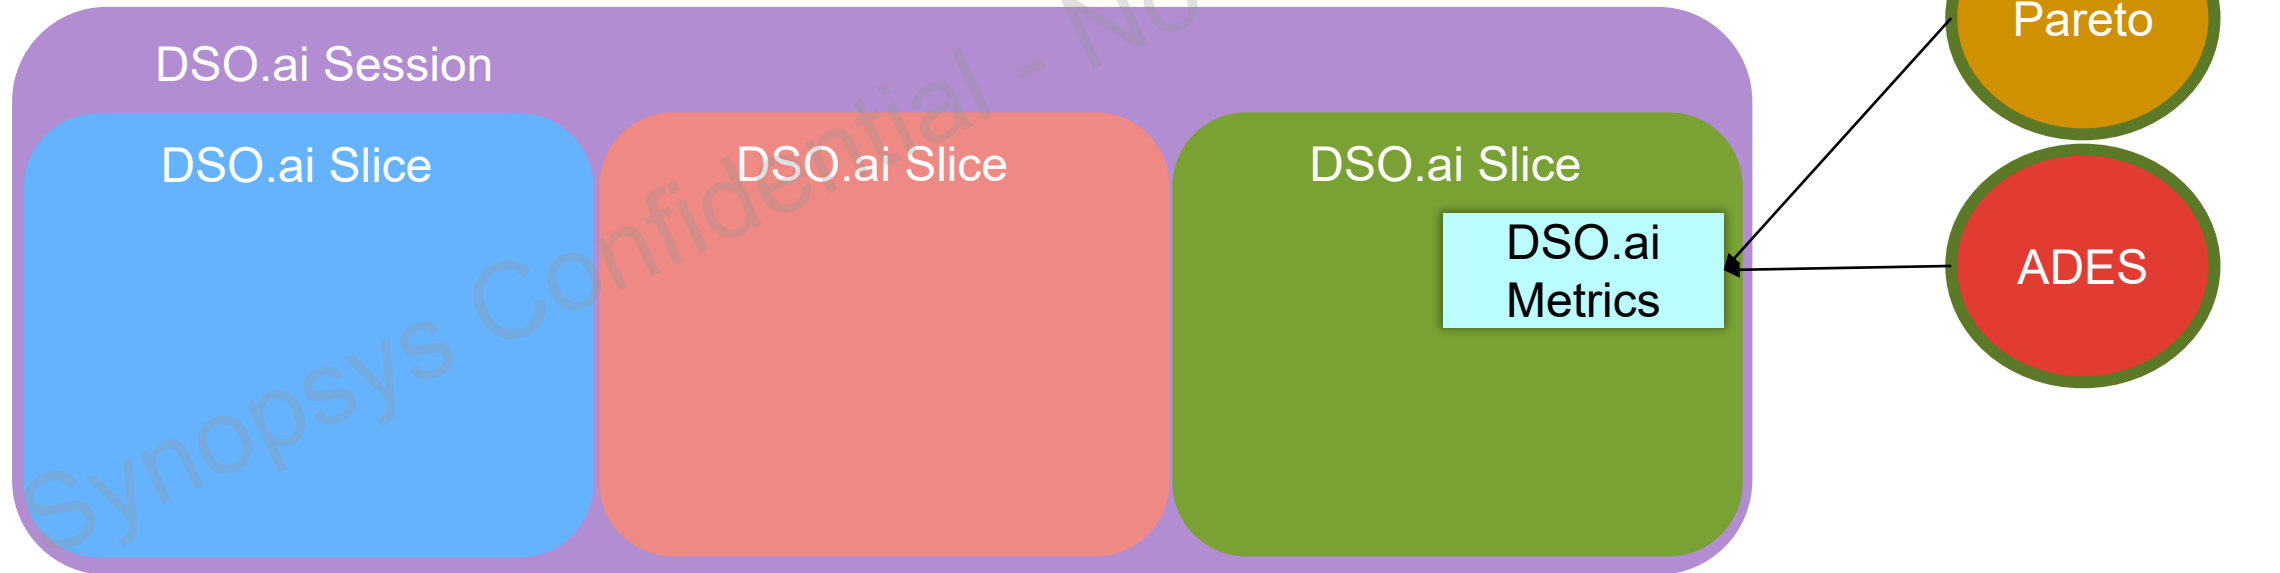 Pareto
DSO.ai Session
DSO.ai Slice
DSO.ai Slice
DSO.ai Slice
DSO.ai
Metrics
ADES
Synopsys Confidential - No